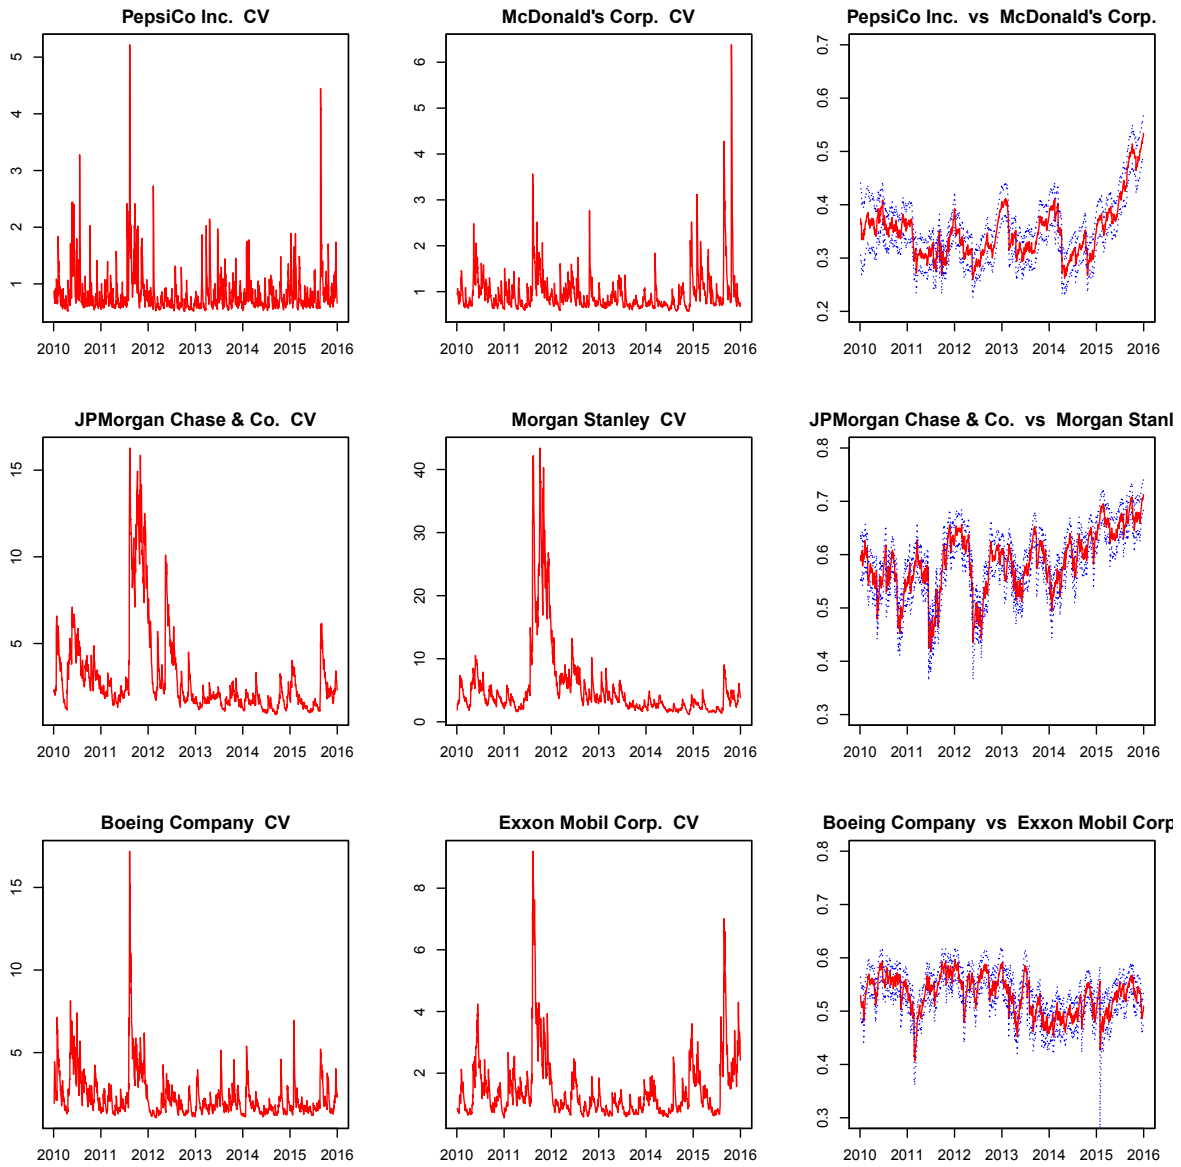 PepsiCo Inc.  CV
5
4
3
2
1
2010 2011 2012 2013 2014 2015 2016
McDonald's Corp.  CV
6
5
4
3
2
1
2010 2011 2012 2013 2014 2015 2016
PepsiCo Inc.  vs  McDonald's Corp.
0.7
0.6
0.5
0.4
0.3
0.2
2010 2011 2012 2013 2014 2015 2016
JPMorgan Chase & Co.  CV
15
10
5
2010 2011 2012 2013 2014 2015 2016
Morgan Stanley  CV
40
30
20
10
0
2010 2011 2012 2013 2014 2015 2016
JPMorgan Chase & Co.  vs  Morgan Stanl
0.8
0.7
0.6
0.5
0.4
0.3
2010 2011 2012 2013 2014 2015 2016
Boeing Company  CV
15
10
5
2010 2011 2012 2013 2014 2015 2016
Exxon Mobil Corp.  CV
8
6
4
2
2010 2011 2012 2013 2014 2015 2016
Boeing Company  vs  Exxon Mobil Corp
0.8
0.7
0.6
0.5
0.4
0.3
2010 2011 2012 2013 2014 2015 2016